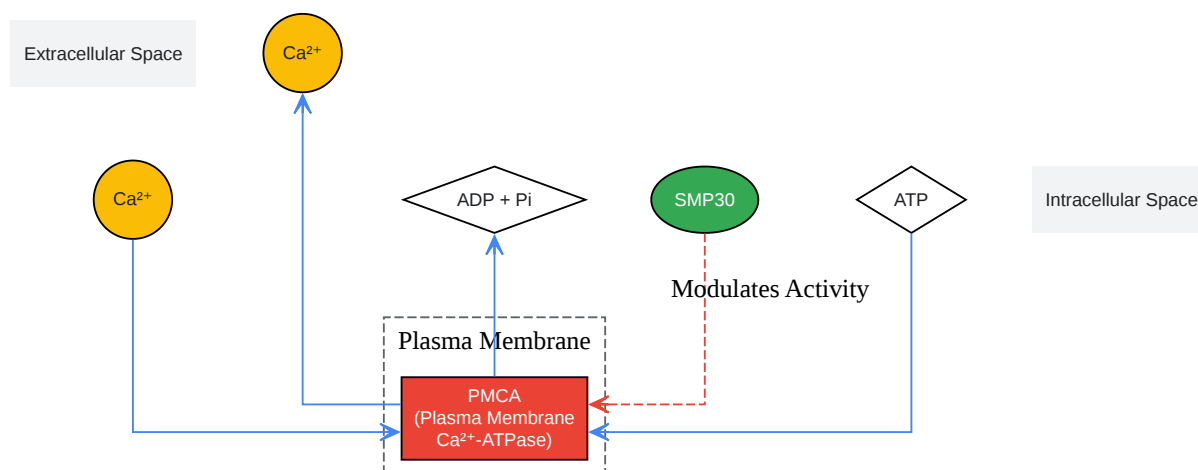 Extracellular Space
Ca²⁺
Ca²⁺
ADP + Pi
SMP30
ATP
Intracellular Space
Modulates Activity
Plasma Membrane
PMCA
(Plasma Membrane
Ca²⁺-ATPase)